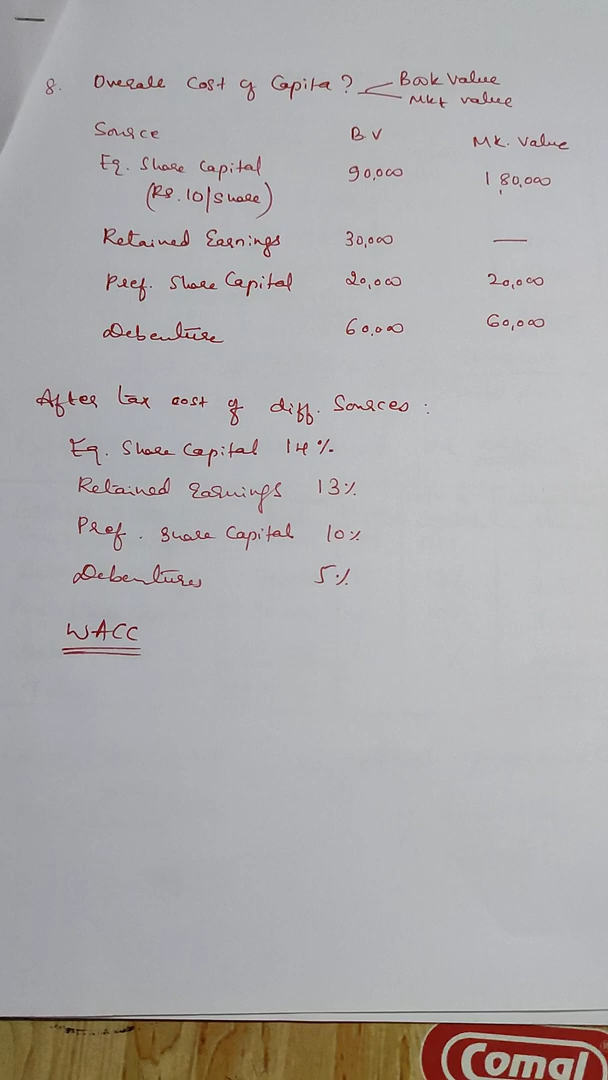 8. Overale Cost of Capita? Book Value
Mkt value
Source B.V Mk. Value
Eq. Share Capital 90,000 1,80,000
(Rs. 10/Share)
Retained Earnings 30,000 —
Pref. Share Capital 20,000 20,000
Debenture 60,000 60,000
After tax cost of diff. Sources :
Eq. Share Capital 14%
Retained Earnings 13%
Pref. Share Capital 10%
Debentures 5%
WACC
Comal